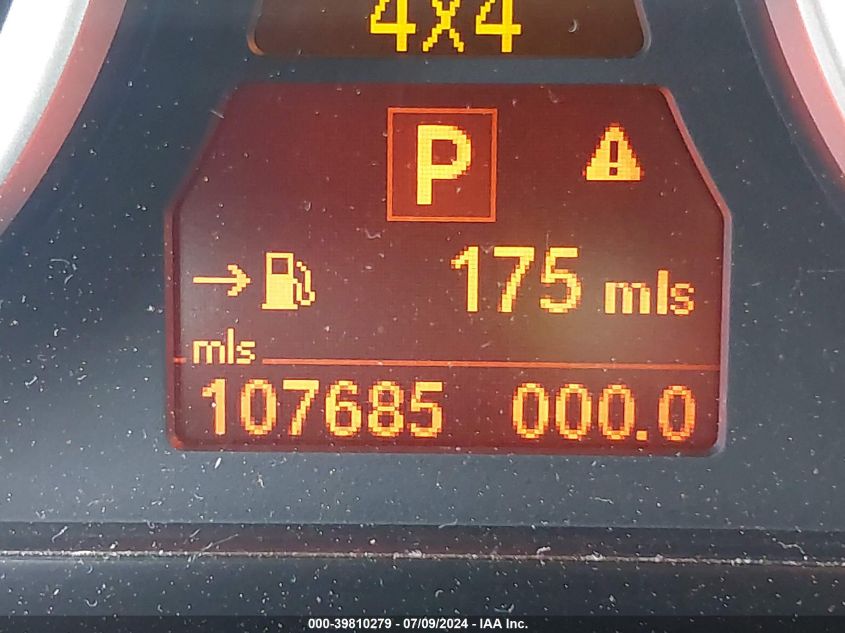 4X4
P
175 mls
mls
107685 000.0
000-39810279 - 07/09/2024 - IAA Inc.